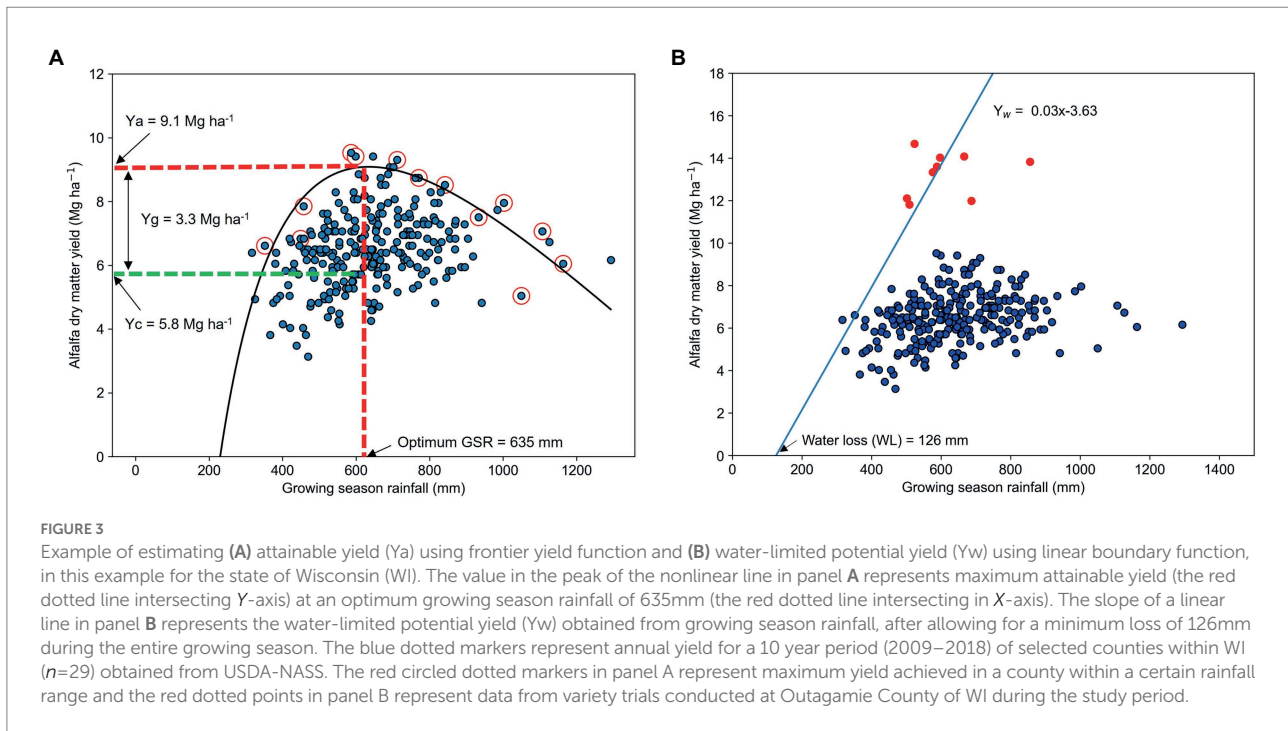 A
12
10
8
6
4
2
0
Alfalfa dry matter yield (Mg ha⁻¹)
Ya = 9.1 Mg ha⁻¹
Yg = 3.3 Mg ha⁻¹
Yc = 5.8 Mg ha⁻¹
Optimum GSR = 635 mm
0 200 400 600 800 1000 1200
Growing season rainfall (mm)
B
18
16
14
12
10
8
6
4
2
0
Alfalfa dry matter yield (Mg ha⁻¹)
Yw = 0.03x-3.63
Water loss (WL) = 126 mm
0 200 400 600 800 1000 1200 1400
Growing season rainfall (mm)
FIGURE 3
Example of estimating (A) attainable yield (Ya) using frontier yield function and (B) water-limited potential yield (Yw) using linear boundary function,
in this example for the state of Wisconsin (WI). The value in the peak of the nonlinear line in panel A represents maximum attainable yield (the red
dotted line intersecting Y-axis) at an optimum growing season rainfall of 635mm (the red dotted line intersecting in X-axis). The slope of a linear
line in panel B represents the water-limited potential yield (Yw) obtained from growing season rainfall, after allowing for a minimum loss of 126mm
during the entire growing season. The blue dotted markers represent annual yield for a 10 year period (2009–2018) of selected counties within WI
(n=29) obtained from USDA-NASS. The red circled dotted markers in panel A represent maximum yield achieved in a county within a certain rainfall
range and the red dotted points in panel B represent data from variety trials conducted at Outagamie County of WI during the study period.